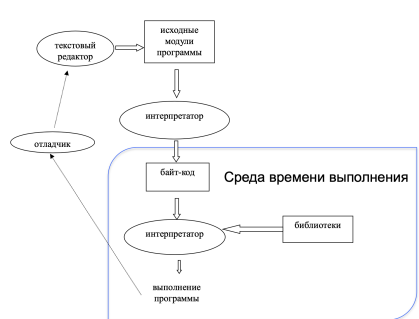 исходные
модули
программы
текстовый
редактор
интерпретатор
отладчик
байт-код
Среда времени выполнения
интерпретатор
библиотеки
выполнение
программы